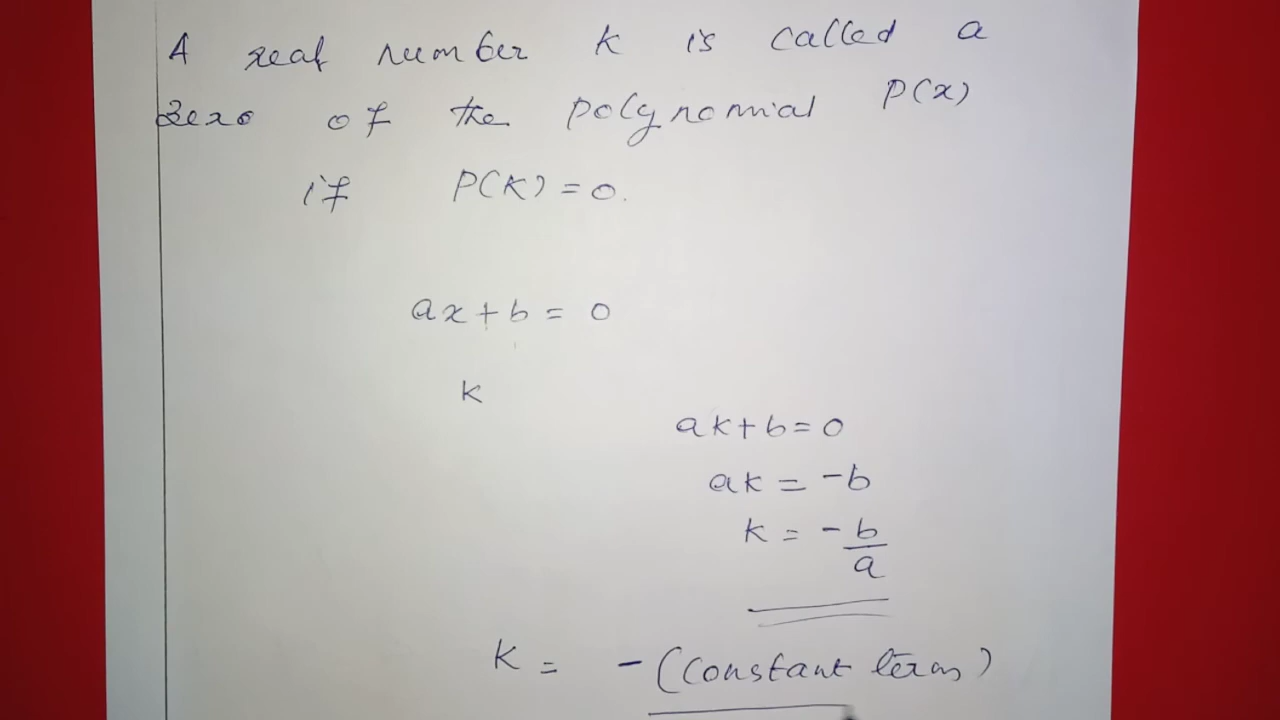 A real number k is called a
zero of the polynomial P(x)
if P(K) = 0.
ax + b = 0
k
ak + b = 0
ak = -b
k = - b
a
K = - (constant term)